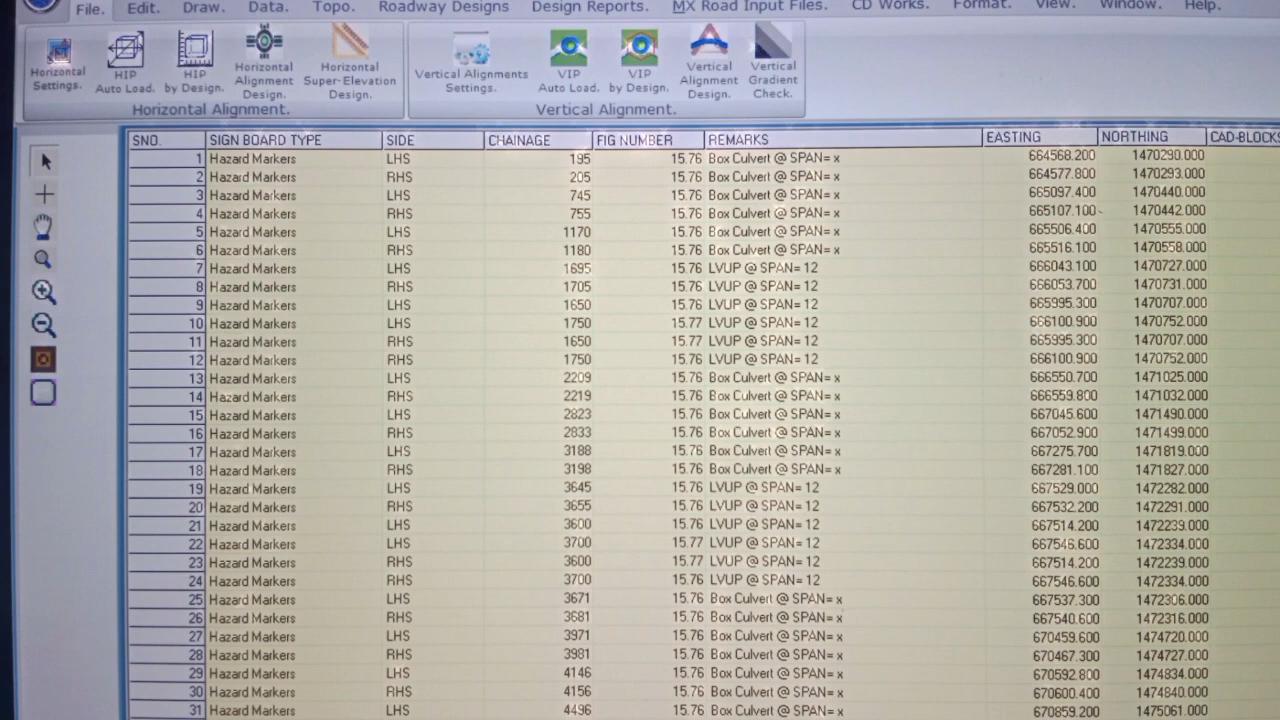 File. Edit. Draw. Data. Topo. Roadway Designs Design Reports. MX Road Input Files. CD Works. Format. View. Window. Help.
Horizontal Settings.
HIP Auto Load.
HIP by Design.
Horizontal Alignment Design.
Horizontal Super-Elevation Design.
Vertical Alignments Settings.
VIP Auto Load.
VIP by Design.
Vertical Alignment Design.
Vertical Gradient Check.
Horizontal Alignment. Vertical Alignment.
SNO. SIGN BOARD TYPE SIDE CHAINAGE FIG NUMBER REMARKS EASTING NORTHING CAD-BLOCKS
1 Hazard Markers LHS 195 15.76 Box Culvert @ SPAN= x 664568.200 1470290.000
2 Hazard Markers RHS 205 15.76 Box Culvert @ SPAN= x 664577.800 1470293.000
3 Hazard Markers LHS 745 15.76 Box Culvert @ SPAN= x 665097.400 1470440.000
4 Hazard Markers RHS 755 15.76 Box Culvert @ SPAN= x 665107.100 1470442.000
5 Hazard Markers LHS 1170 15.76 Box Culvert @ SPAN= x 665506.400 1470555.000
6 Hazard Markers RHS 1180 15.76 Box Culvert @ SPAN= x 665516.100 1470558.000
7 Hazard Markers LHS 1695 15.76 LVUP @ SPAN= 12 666043.100 1470727.000
8 Hazard Markers RHS 1705 15.76 LVUP @ SPAN= 12 666053.700 1470731.000
9 Hazard Markers LHS 1650 15.76 LVUP @ SPAN= 12 665995.300 1470707.000
10 Hazard Markers LHS 1750 15.77 LVUP @ SPAN= 12 666100.900 1470752.000
11 Hazard Markers RHS 1650 15.77 LVUP @ SPAN= 12 665995.300 1470707.000
12 Hazard Markers RHS 1750 15.76 LVUP @ SPAN= 12 666100.900 1470752.000
13 Hazard Markers LHS 2209 15.76 Box Culvert @ SPAN= x 666550.700 1471025.000
14 Hazard Markers RHS 2219 15.76 Box Culvert @ SPAN= x 666559.800 1471032.000
15 Hazard Markers LHS 2823 15.76 Box Culvert @ SPAN= x 667045.600 1471490.000
16 Hazard Markers RHS 2833 15.76 Box Culvert @ SPAN= x 667052.900 1471499.000
17 Hazard Markers LHS 3188 15.76 Box Culvert @ SPAN= x 667275.700 1471819.000
18 Hazard Markers RHS 3198 15.76 Box Culvert @ SPAN= x 667281.100 1471827.000
19 Hazard Markers LHS 3645 15.76 LVUP @ SPAN= 12 667529.000 1472282.000
20 Hazard Markers RHS 3655 15.76 LVUP @ SPAN= 12 667532.200 1472291.000
21 Hazard Markers LHS 3600 15.76 LVUP @ SPAN= 12 667514.200 1472239.000
22 Hazard Markers LHS 3700 15.77 LVUP @ SPAN= 12 667546.600 1472334.000
23 Hazard Markers RHS 3600 15.77 LVUP @ SPAN= 12 667514.200 1472239.000
24 Hazard Markers RHS 3700 15.76 LVUP @ SPAN= 12 667546.600 1472334.000
25 Hazard Markers LHS 3671 15.76 Box Culvert @ SPAN= x 667537.300 1472306.000
26 Hazard Markers RHS 3681 15.76 Box Culvert @ SPAN= x 667540.600 1472316.000
27 Hazard Markers LHS 3971 15.76 Box Culvert @ SPAN= x 670459.600 1474720.000
28 Hazard Markers RHS 3981 15.76 Box Culvert @ SPAN= x 670467.300 1474727.000
29 Hazard Markers LHS 4146 15.76 Box Culvert @ SPAN= x 670592.800 1474834.000
30 Hazard Markers RHS 4156 15.76 Box Culvert @ SPAN= x 670600.400 1474840.000
31 Hazard Markers LHS 4496 15.76 Box Culvert @ SPAN= x 670859.200 1475061.000